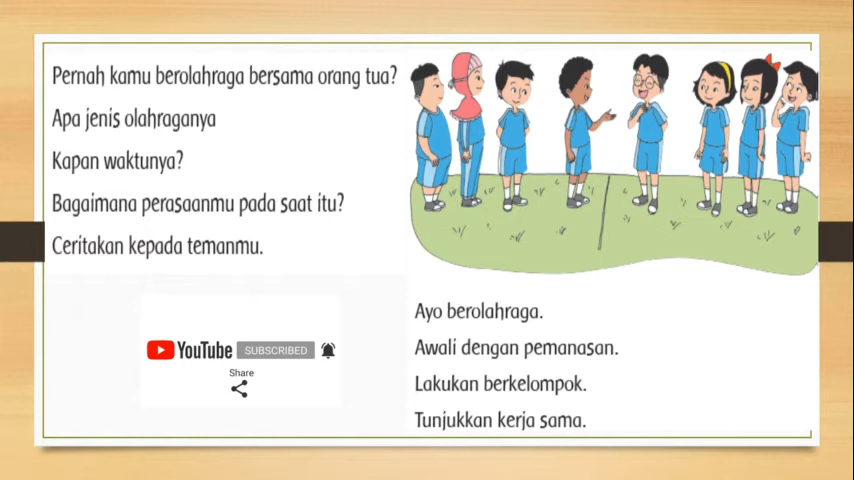 Pernah kamu berolahraga bersama orang tua?
Apa jenis olahraganya
Kapan waktunya?
Bagaimana perasaanmu pada saat itu?
Ceritakan kepada temanmu.
YouTube SUBSCRIBED
Share
Ayo berolahraga.
Awali dengan pemanasan.
Lakukan berkelompok.
Tunjukkan kerja sama.